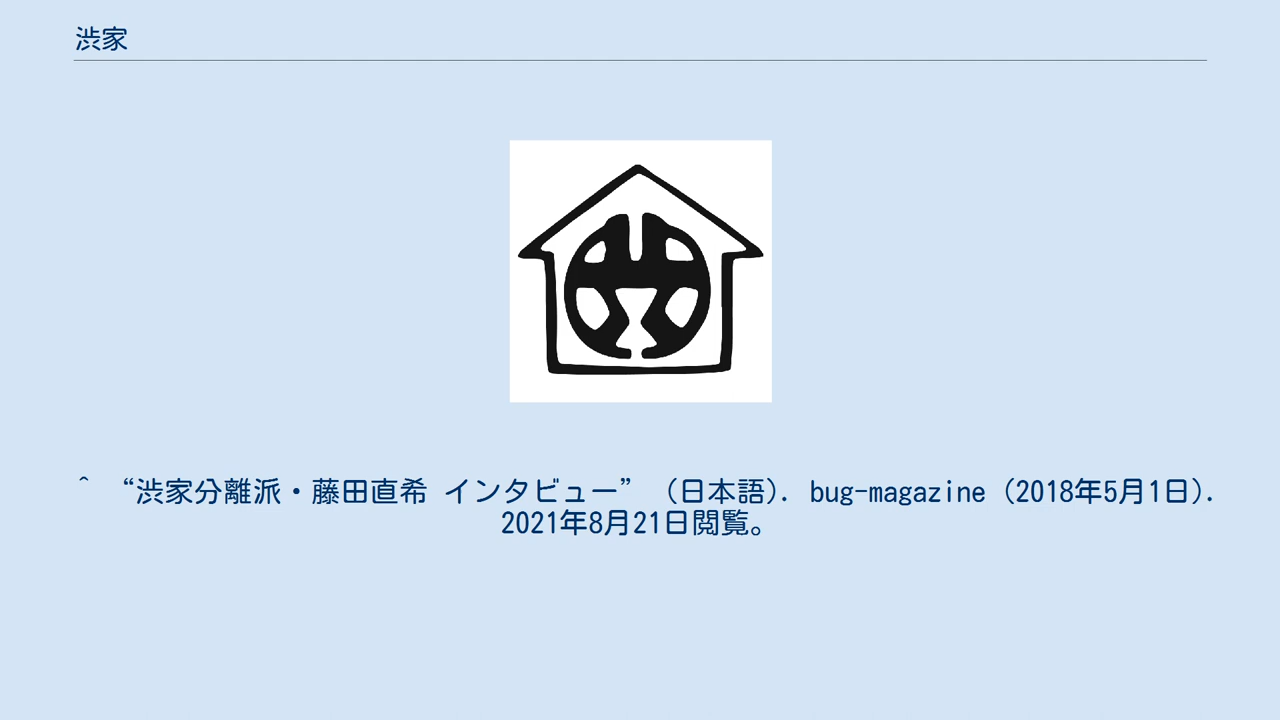 渋家
^ “渋家分離派・藤田直希 インタビュー” (日本語). bug-magazine (2018年5月1日).
2021年8月21日閲覧。